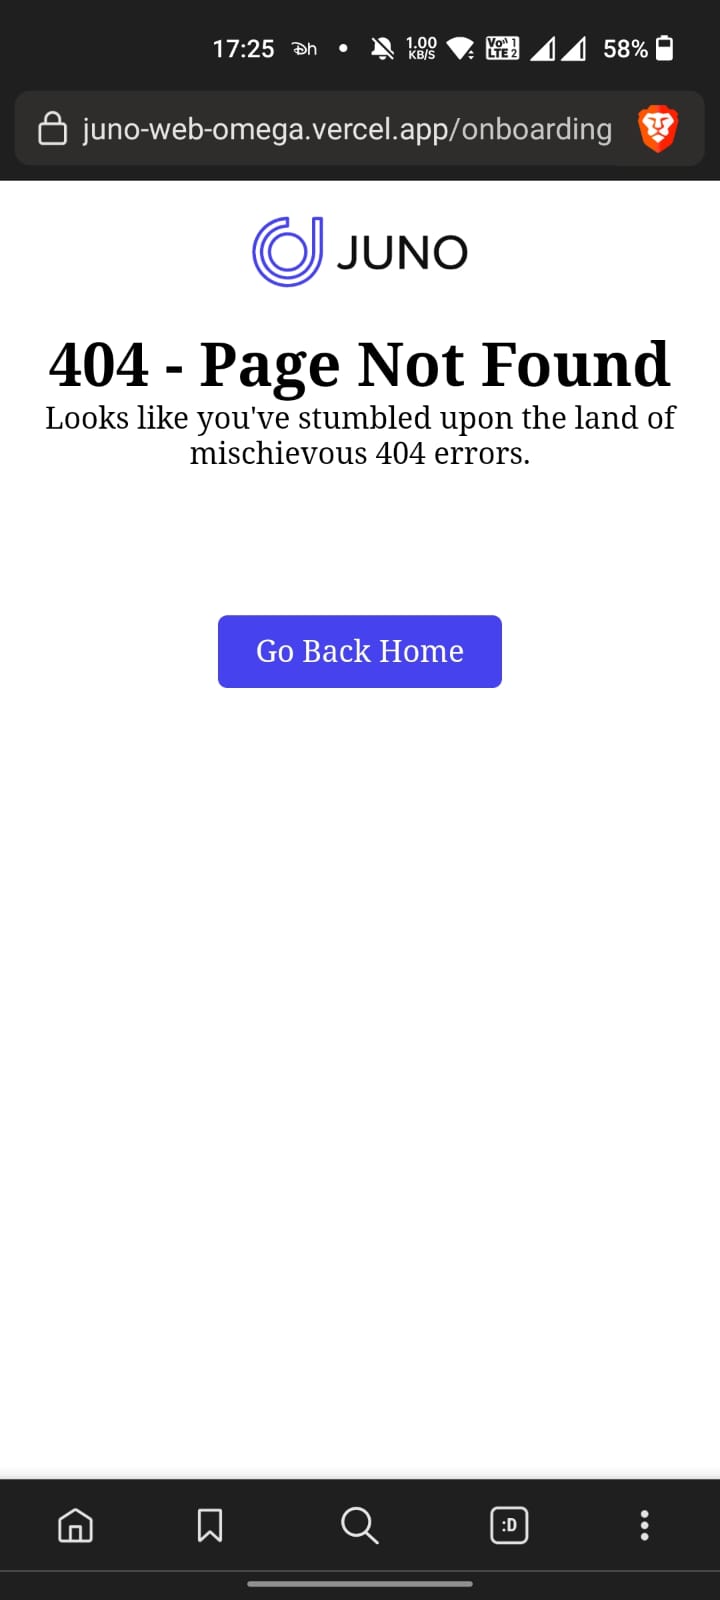 17:25 Dh • 1.00 KB/S Vo 1 LTE 2 58%
juno-web-omega.vercel.app/onboarding
JUNO
404 - Page Not Found
Looks like you've stumbled upon the land of
mischievous 404 errors.
Go Back Home
:D